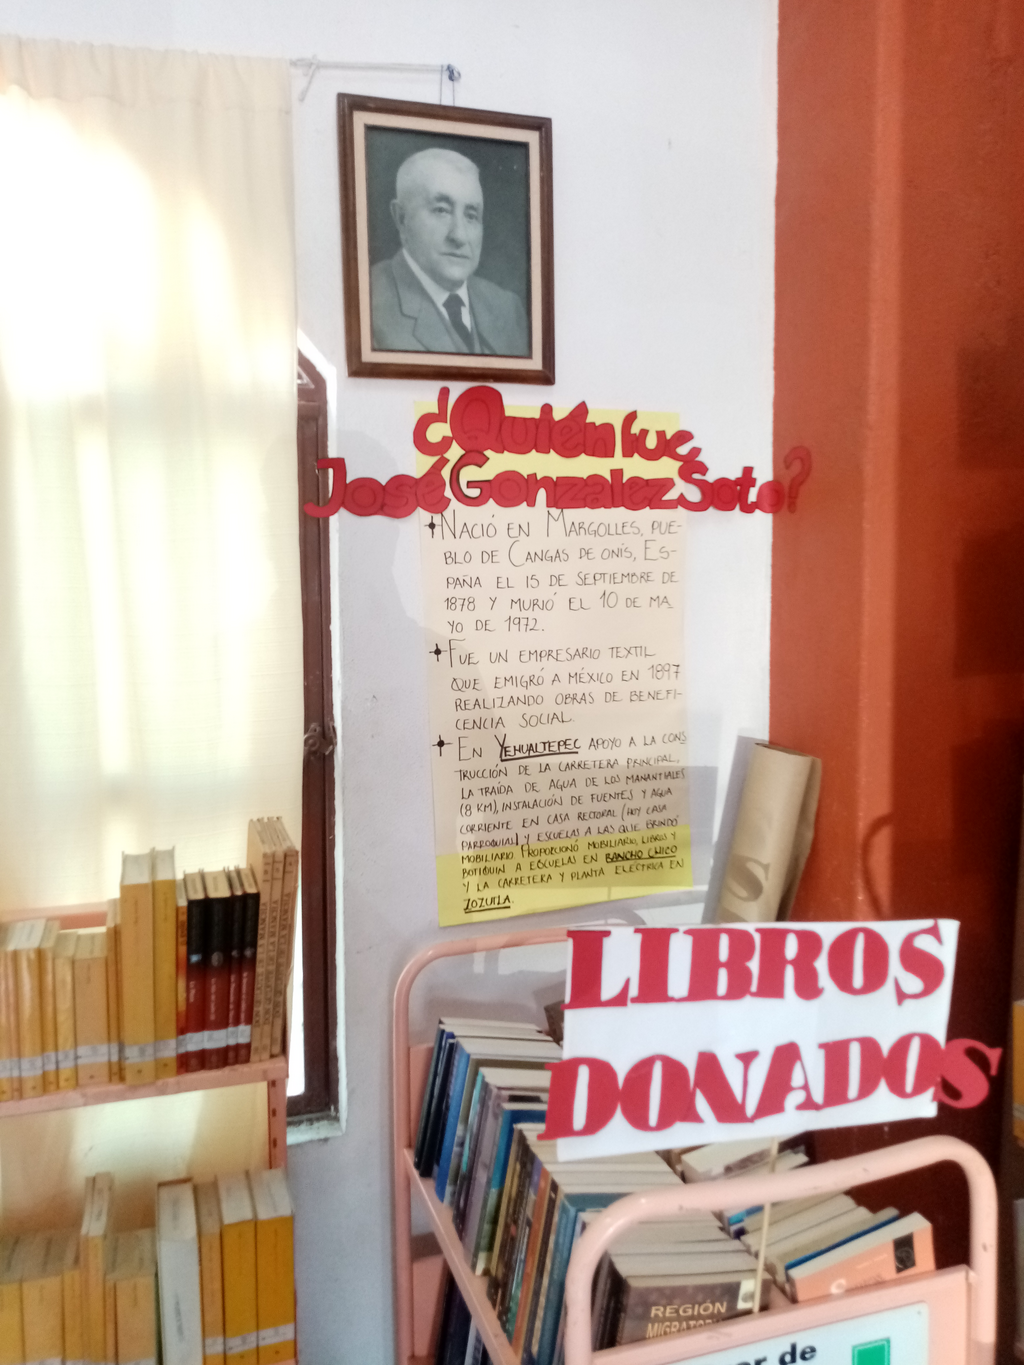 ¿Quién fue
José Gonzalez Soto?
NACIÓ EN MARGOLLES, PUE-
BLO DE CANGAS DE ONÍS, ES-
PAÑA EL 15 DE SEPTIEMBRE DE
1878 Y MURIÓ EL 10 DE MA
YO DE 1972.
FUE UN EMPRESARIO TEXTIL
QUE EMIGRÓ A MÉXICO EN 1897
REALIZANDO OBRAS DE BENEFI-
CENCIA SOCIAL.
EN YEHUALTEPEC APOYO A LA CONS
TRUCCIÓN DE LA CARRETERA PRINCIPAL,
LA TRAÍDA DE AGUA DE LOS MANANTIALES
(8 KM), INSTALACIÓN DE FUENTES Y AGUA
CORRIENTE EN CASA RECTORAL (HOY CASA
PARROQUIAL) Y ESCUELAS A LAS QUE BRINDÓ
MOBILIARIO. PROPORCIONÓ MOBILIARIO, LIBROS Y
BOTIQUIN A ESCUELAS EN RANCHO CHICO
Y LA CARRETERA Y PLANTA ELECTRICA EN
ZOZUTLA.
LIBROS
DONADOS
REGIÓN
de